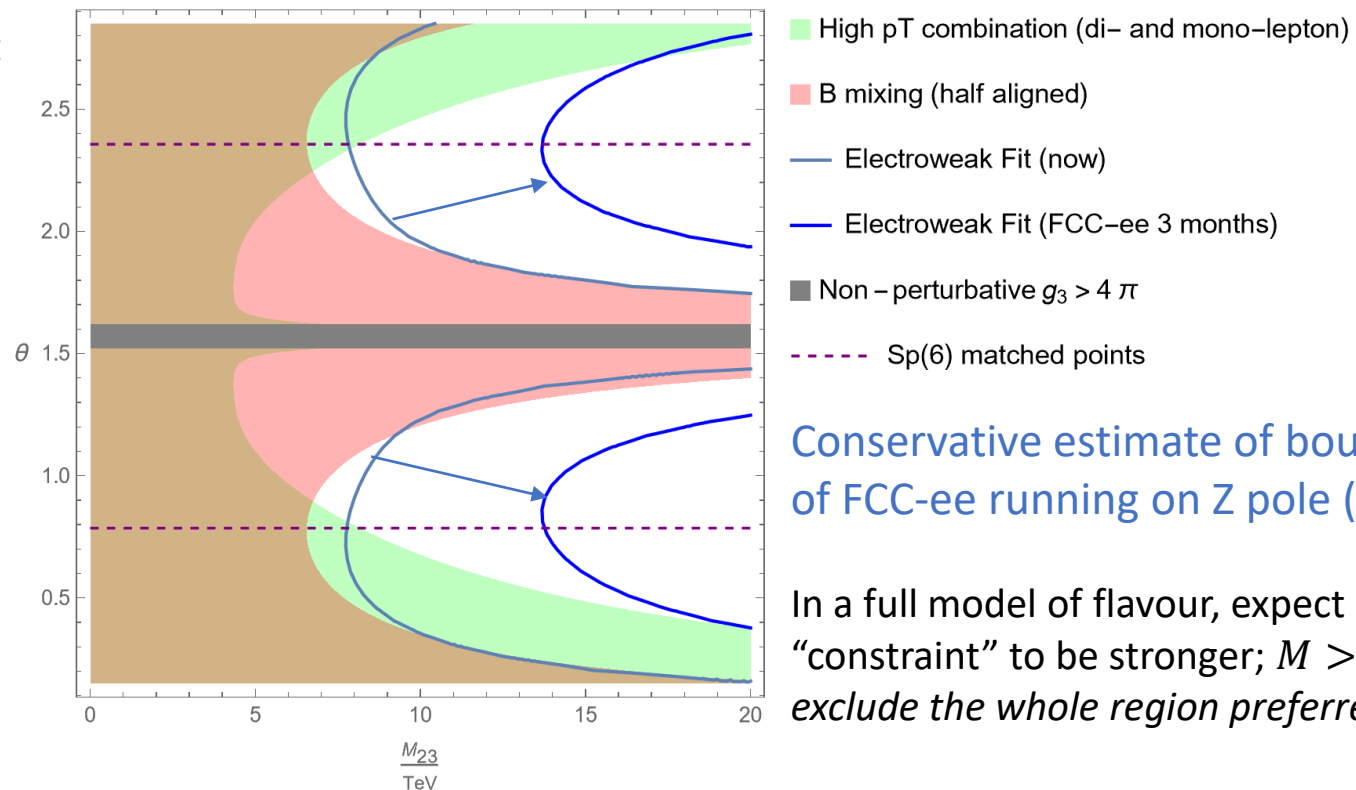 High pT combination (di− and mono−lepton)
B mixing (half aligned)
Electroweak Fit (now)
Electroweak Fit (FCC−ee 3 months)
Non − perturbative g₃ > 4 π
Sp(6) matched points
2.5
2.0
θ 1.5
1.0
0.5
0 5 10 15 20
M₂₃
TeV
Conservative estimate of bou
of FCC-ee running on Z pole (
In a full model of flavour, expect
“constraint” to be stronger; M >
exclude the whole region preferre